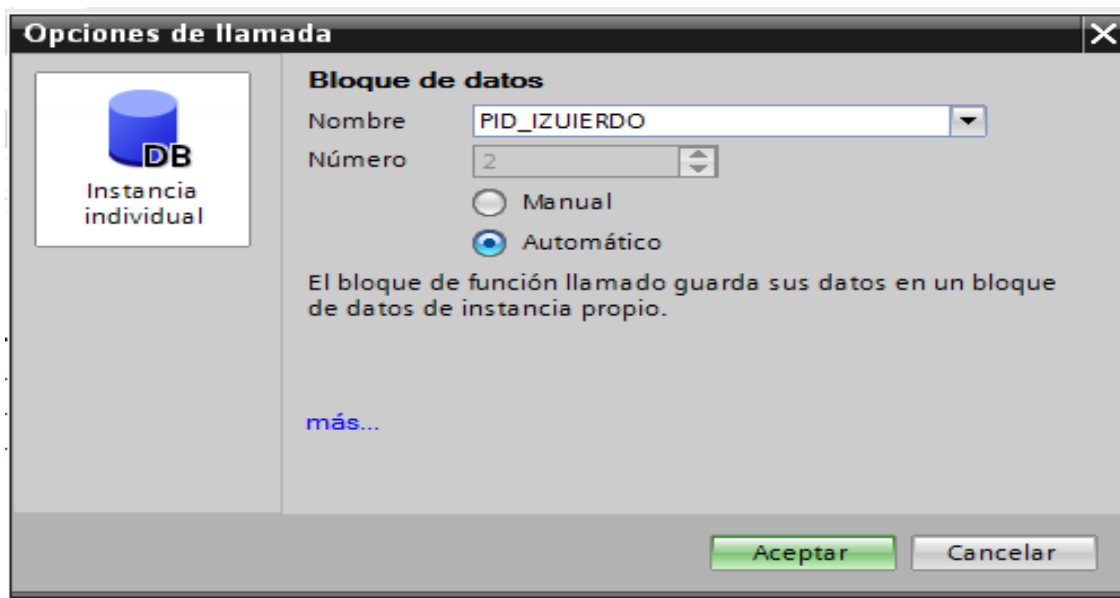 Opciones de llamada
DB
Instancia
individual
Bloque de datos
Nombre PID_IZUIERDO
Número 2
Manual
Automático
El bloque de función llamado guarda sus datos en un bloque
de datos de instancia propio.
más...
Aceptar Cancelar